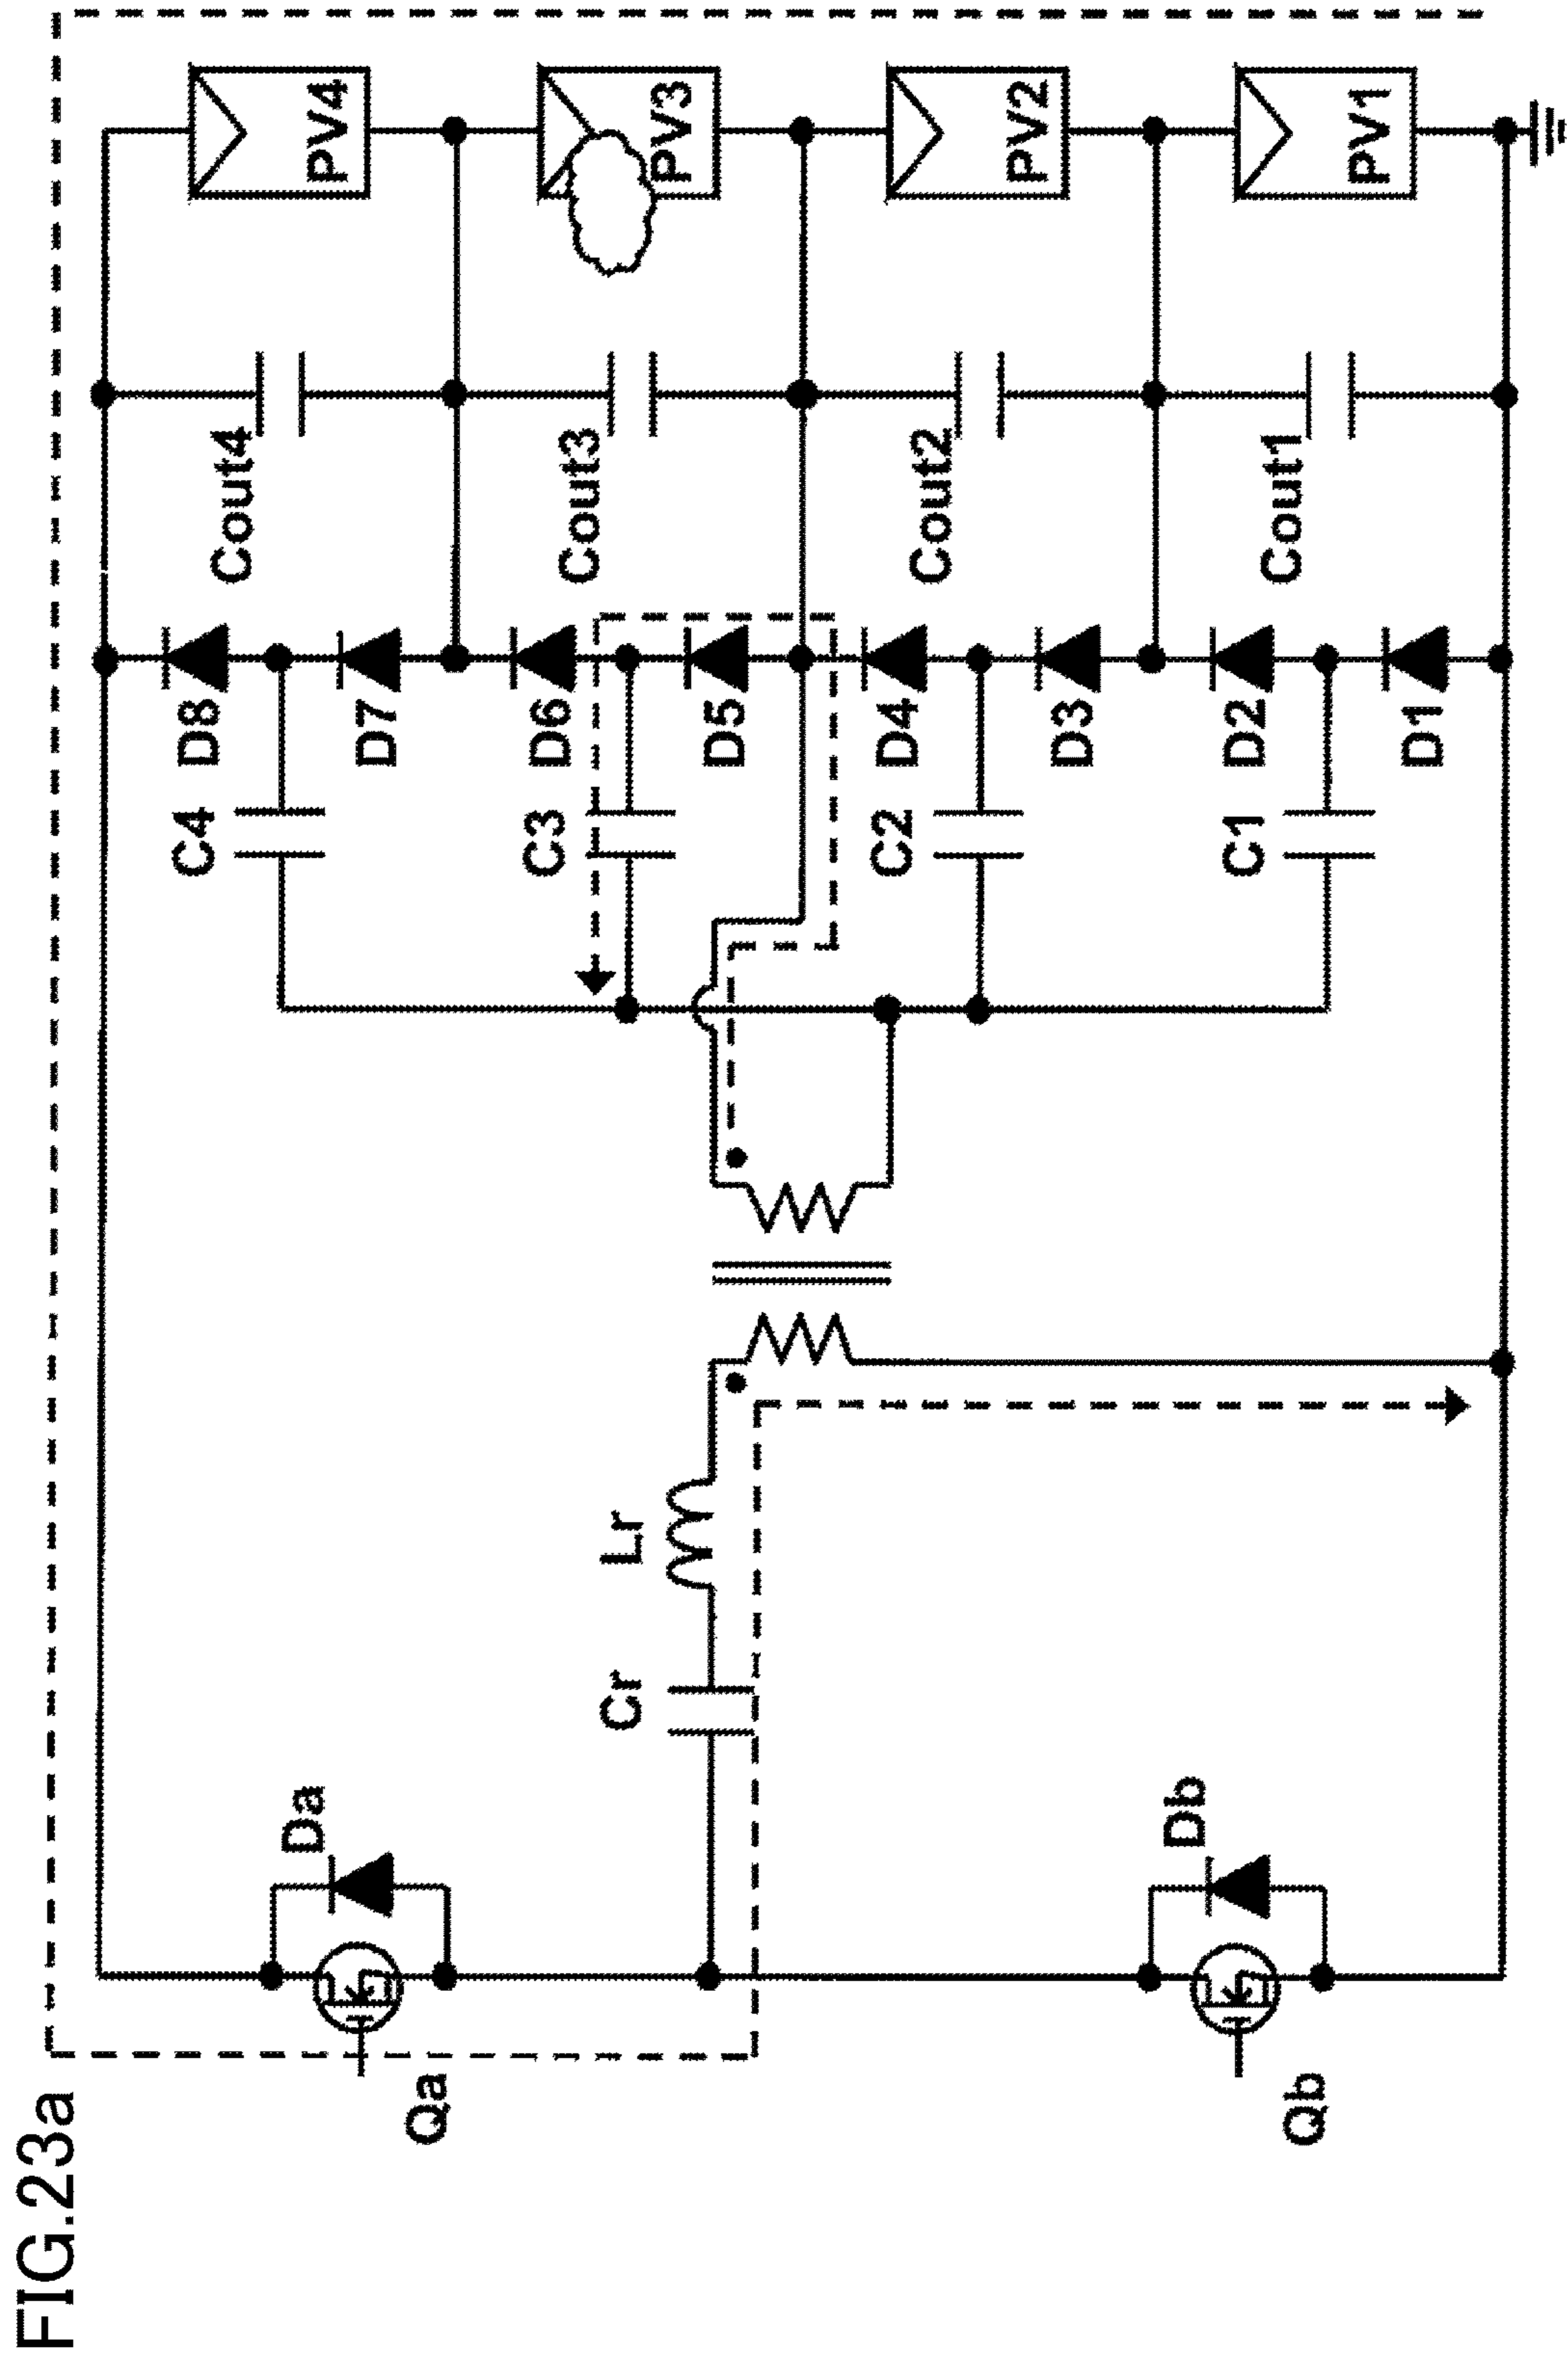 FIG.23a
Qa
Da
Qb
Db
Cr
Lr
C4
C3
C2
C1
D8
D7
D6
D5
D4
D3
D2
D1
Cout4
Cout3
Cout2
Cout1
PV4
PV3
PV2
PV1